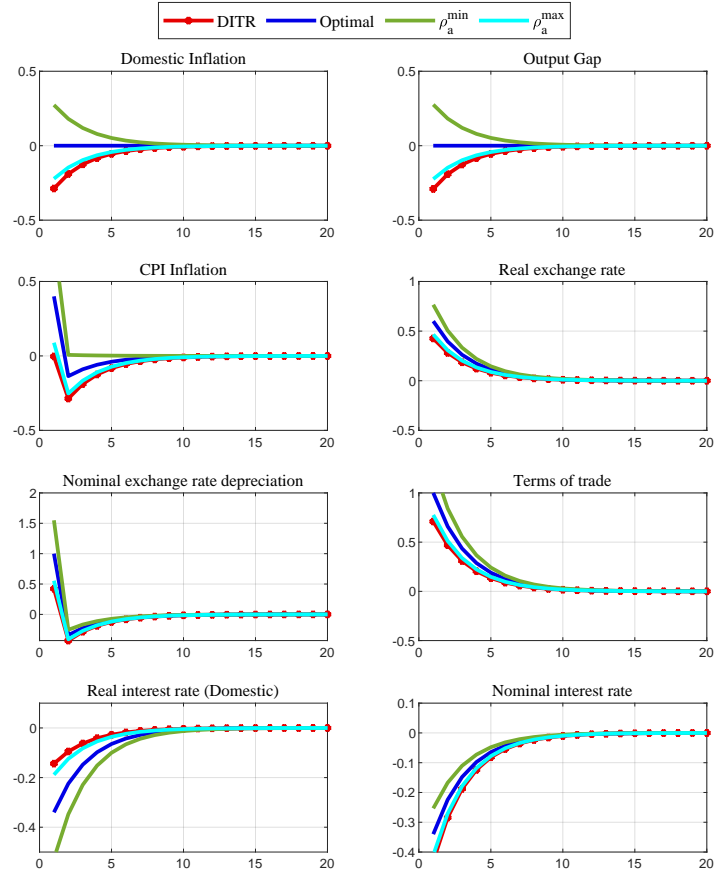 DITR Optimal ρ_a^min ρ_a^max
Domestic Inflation Output Gap
0.5 0.5
0 0
-0.5 -0.5
0 5 10 15 20 0 5 10 15 20
CPI Inflation Real exchange rate
0.5 1
0 0.5
-0.5 0
-0.5
0 5 10 15 20 0 5 10 15 20
Nominal exchange rate depreciation Terms of trade
2 1
1.5 0.5
1 0
0.5 -0.5
0
0 5 10 15 20 0 5 10 15 20
Real interest rate (Domestic) Nominal interest rate
0 0.1
-0.2 0
-0.4 -0.1
-0.2
-0.3
-0.4
0 5 10 15 20 0 5 10 15 20